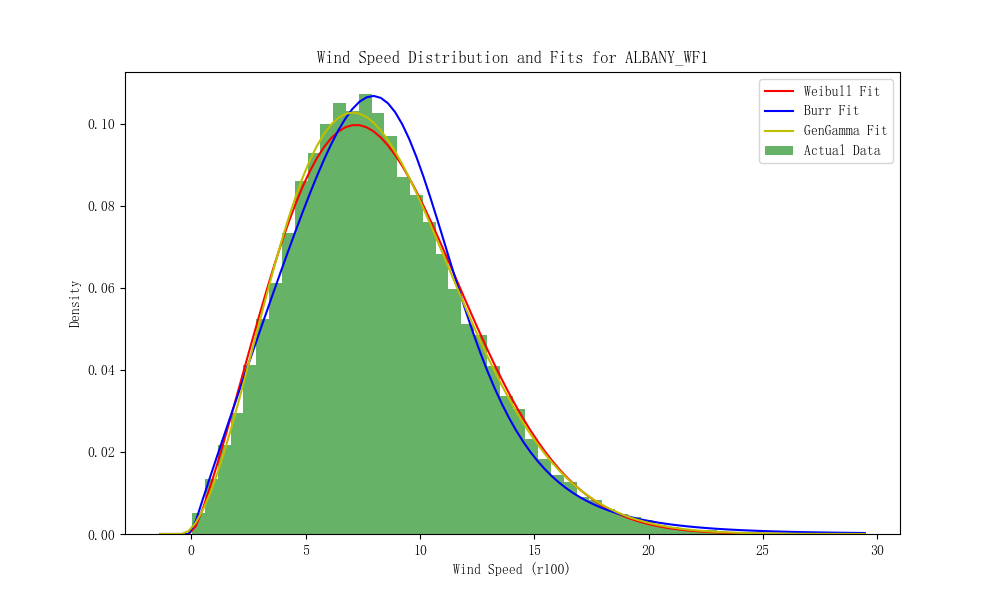 Wind Speed Distribution and Fits for ALBANY_WF1
Weibull Fit
Burr Fit
GenGamma Fit
Actual Data
Density
0.10
0.08
0.06
0.04
0.02
0.00
0
5
10
15
20
25
30
Wind Speed (r100)